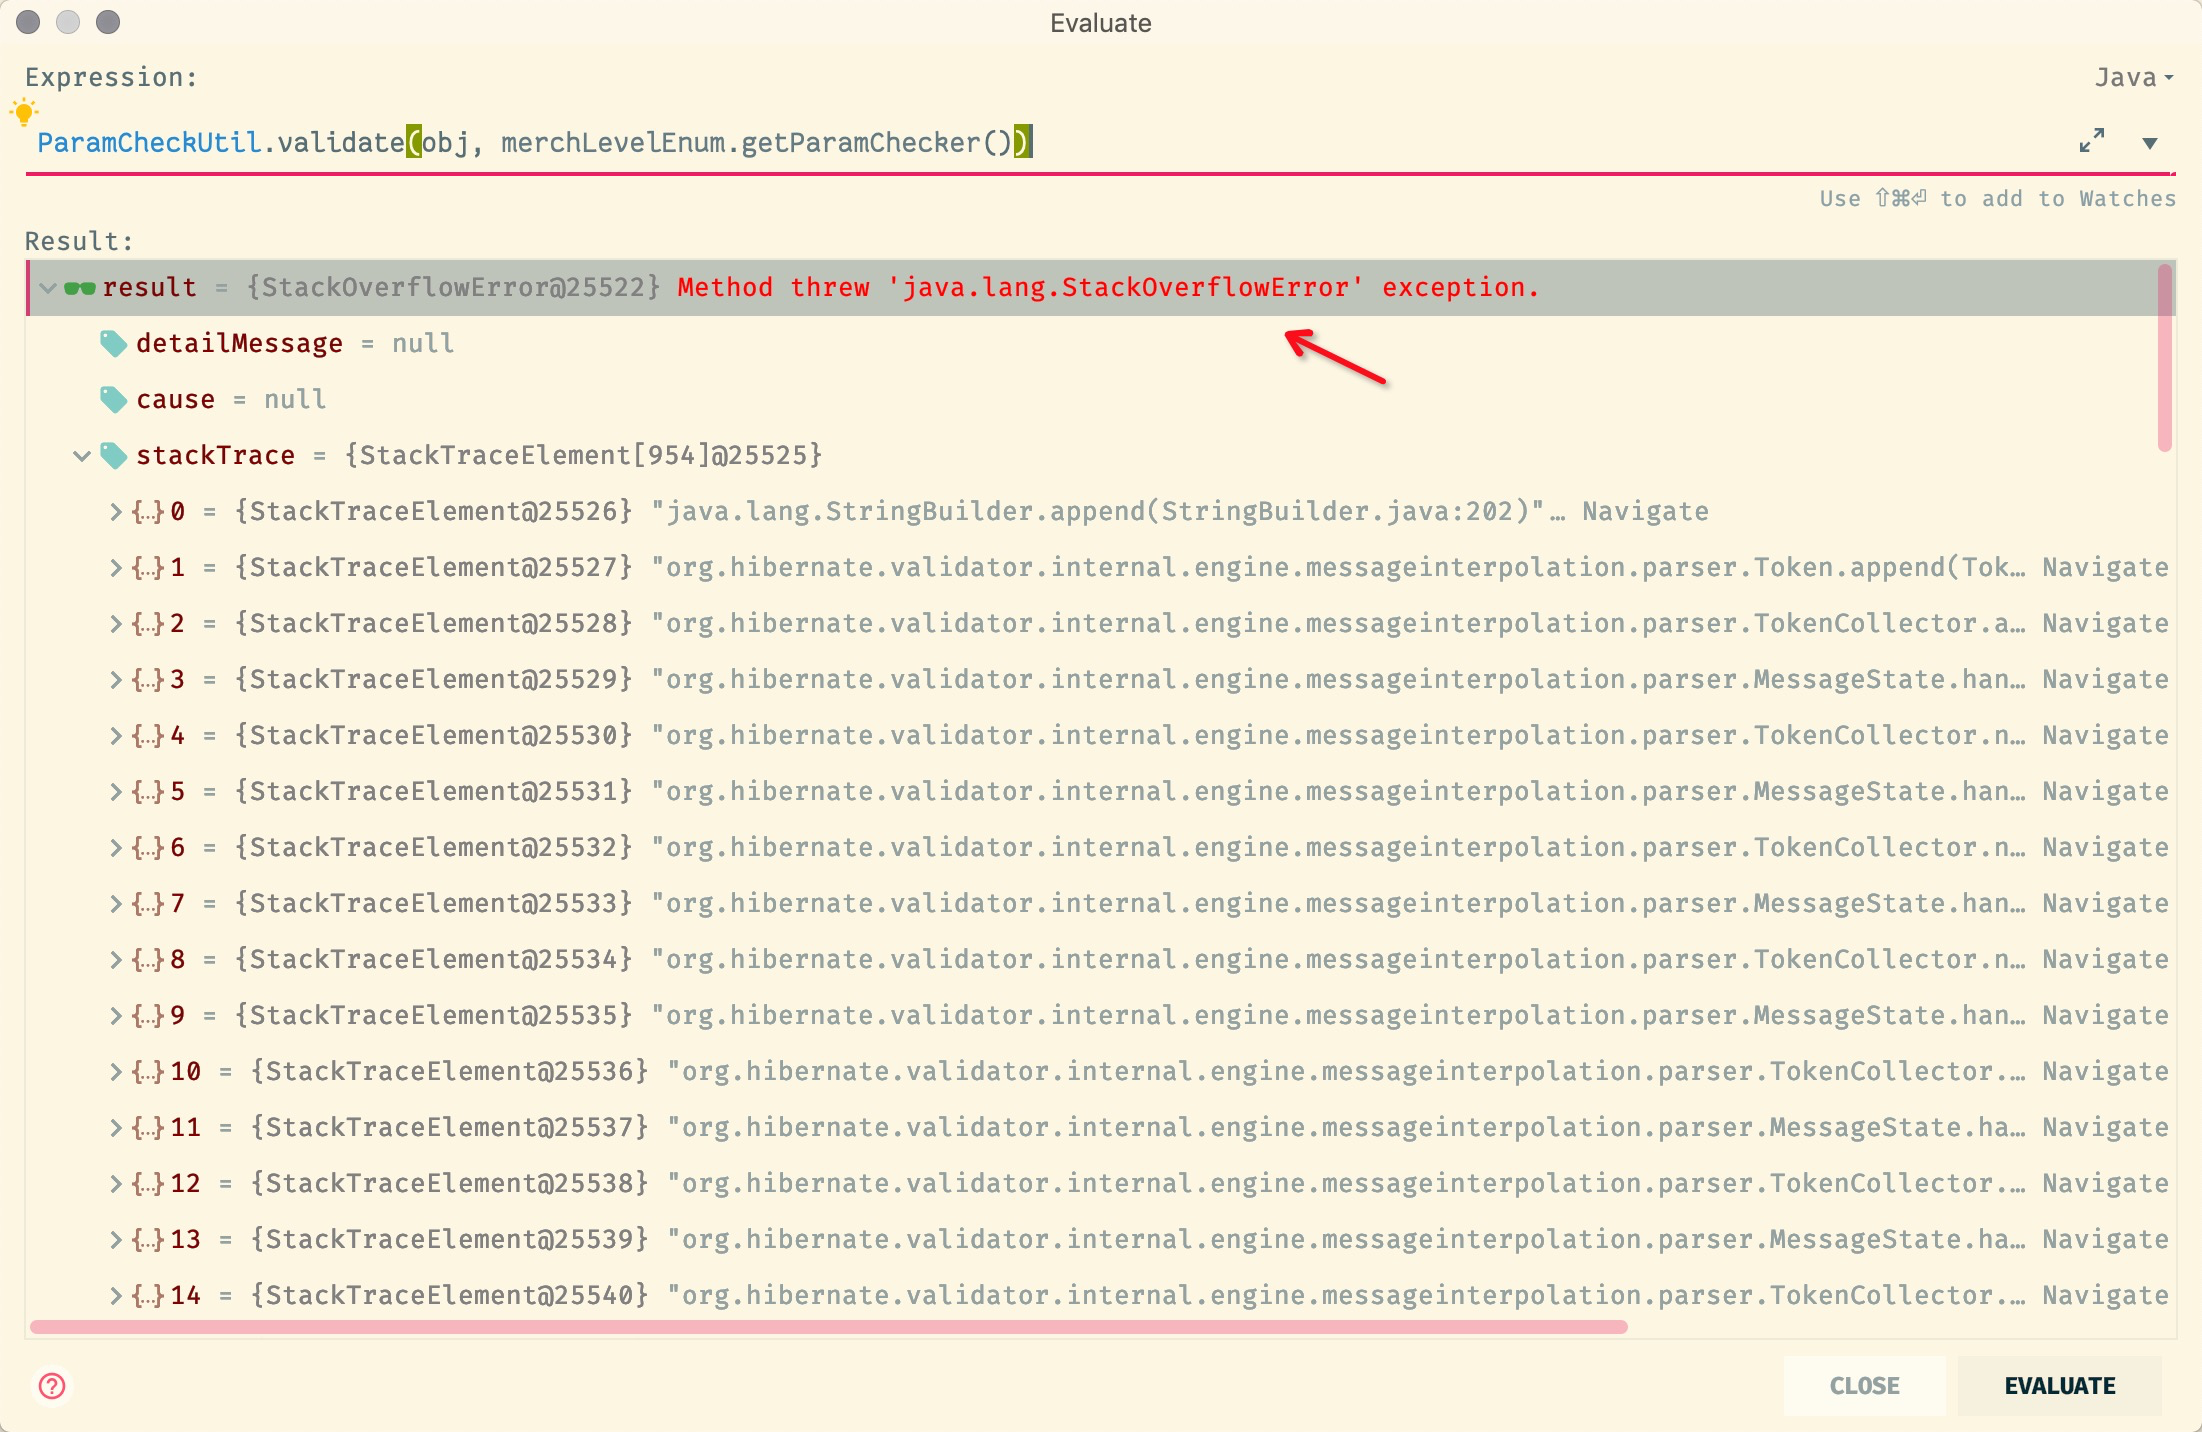 Evaluate
Expression:
Java
ParamCheckUtil.validate(obj, merchLevelEnum.getParamChecker())
Use ⇧⌘⏎ to add to Watches
Result:
result = {StackOverflowError@25522} Method threw 'java.lang.StackOverflowError' exception.
detailMessage = null
cause = null
stackTrace = {StackTraceElement[954]@25525}
{...} 0 = {StackTraceElement@25526} "java.lang.StringBuilder.append(StringBuilder.java:202)"... Navigate
{...} 1 = {StackTraceElement@25527} "org.hibernate.validator.internal.engine.messageinterpolation.parser.Token.append(Tok... Navigate
{...} 2 = {StackTraceElement@25528} "org.hibernate.validator.internal.engine.messageinterpolation.parser.TokenCollector.a... Navigate
{...} 3 = {StackTraceElement@25529} "org.hibernate.validator.internal.engine.messageinterpolation.parser.MessageState.han... Navigate
{...} 4 = {StackTraceElement@25530} "org.hibernate.validator.internal.engine.messageinterpolation.parser.TokenCollector.n... Navigate
{...} 5 = {StackTraceElement@25531} "org.hibernate.validator.internal.engine.messageinterpolation.parser.MessageState.han... Navigate
{...} 6 = {StackTraceElement@25532} "org.hibernate.validator.internal.engine.messageinterpolation.parser.TokenCollector.n... Navigate
{...} 7 = {StackTraceElement@25533} "org.hibernate.validator.internal.engine.messageinterpolation.parser.MessageState.han... Navigate
{...} 8 = {StackTraceElement@25534} "org.hibernate.validator.internal.engine.messageinterpolation.parser.TokenCollector.n... Navigate
{...} 9 = {StackTraceElement@25535} "org.hibernate.validator.internal.engine.messageinterpolation.parser.MessageState.han... Navigate
{...} 10 = {StackTraceElement@25536} "org.hibernate.validator.internal.engine.messageinterpolation.parser.TokenCollector.... Navigate
{...} 11 = {StackTraceElement@25537} "org.hibernate.validator.internal.engine.messageinterpolation.parser.MessageState.ha... Navigate
{...} 12 = {StackTraceElement@25538} "org.hibernate.validator.internal.engine.messageinterpolation.parser.TokenCollector.... Navigate
{...} 13 = {StackTraceElement@25539} "org.hibernate.validator.internal.engine.messageinterpolation.parser.MessageState.ha... Navigate
{...} 14 = {StackTraceElement@25540} "org.hibernate.validator.internal.engine.messageinterpolation.parser.TokenCollector.... Navigate
?
CLOSE
EVALUATE